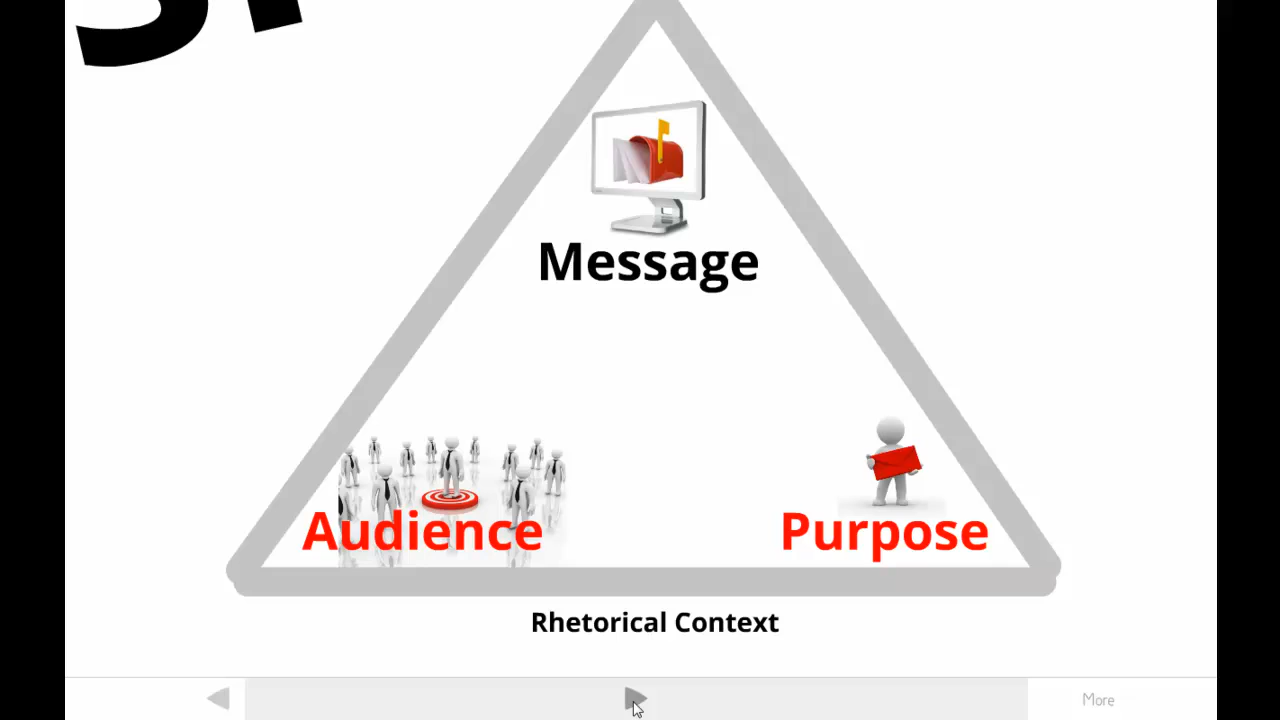 Message
Audience
Purpose
Rhetorical Context
More